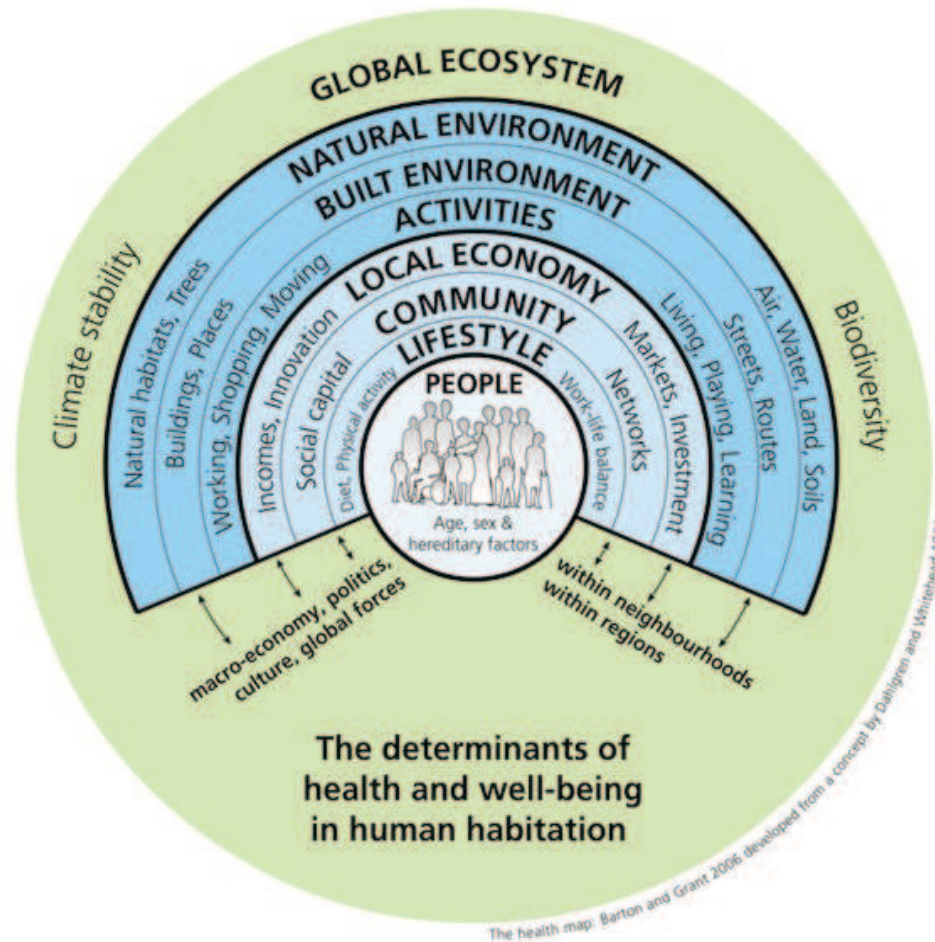 GLOBAL ECOSYSTEM
NATURAL ENVIRONMENT
BUILT ENVIRONMENT
ACTIVITIES
LOCAL ECONOMY
COMMUNITY
LIFESTYLE
PEOPLE
Age, sex &
hereditary factors
Climate stability
Natural habitats, Trees
Buildings, Places
Working, Shopping, Moving
Incomes, Innovation
Social capital
Diet, Physical activity
Work-life balance
Networks
Markets, Investment
Living, Playing, Learning
Streets, Routes
Air, Water, Land, Soils
Biodiversity
macro-economy, politics,
culture, global forces
within neighbourhoods
within regions
The determinants of
health and well-being
in human habitation
The health map: Barton and Grant 2006 developed from a concept by Dahlgren and Whitehead